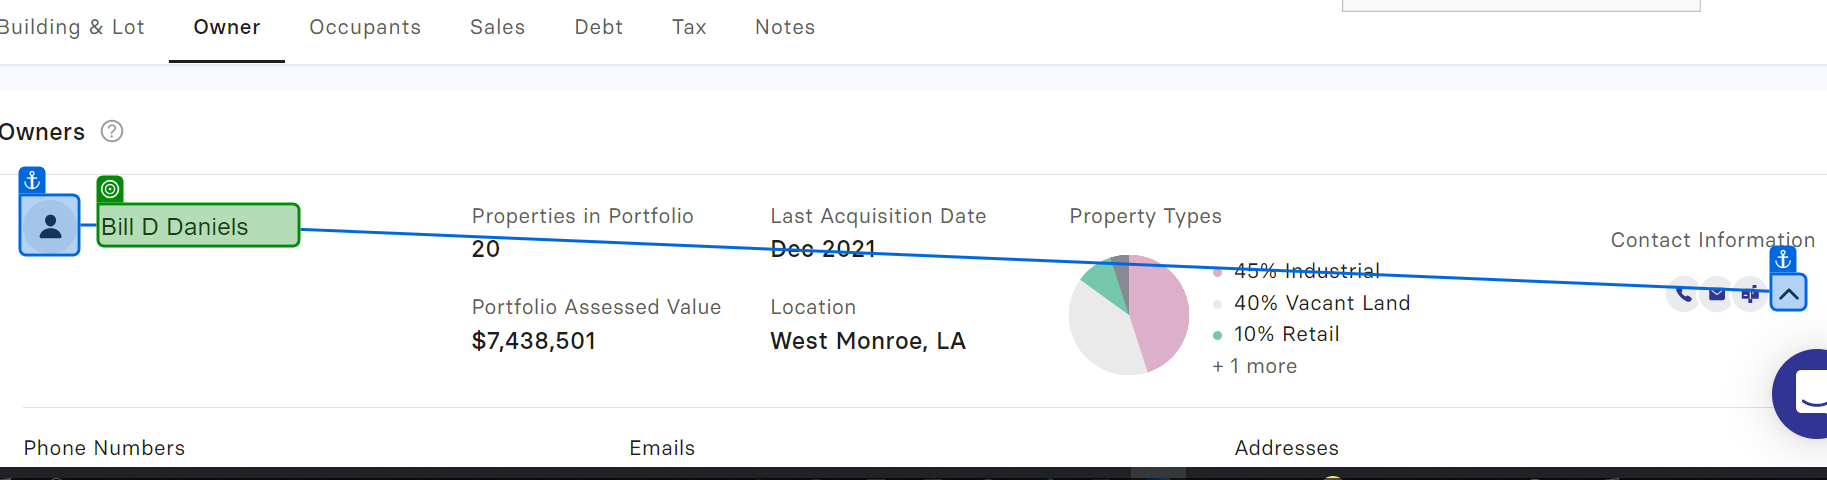 Building & Lot Owner Occupants Sales Debt Tax Notes
Owners ?
Bill D Daniels
Properties in Portfolio
20
Last Acquisition Date
Dec 2021
Portfolio Assessed Value
$7,438,501
Location
West Monroe, LA
Property Types
45% Industrial
40% Vacant Land
10% Retail
+ 1 more
Contact Information
Phone Numbers Emails Addresses